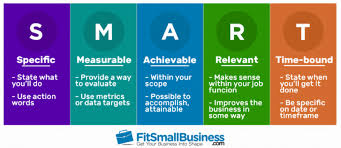 S
Specific
- State what
you'll do
- Use action
words
M
Measurable
- Provide a way
to evaluate
- Use metrics
or data targets
A
Achievable
- Within your
scope
- Possible to
accomplish,
attainable
R
Relevant
- Makes sense
within your job
funcion
- Improves the
business in
some way
T
Time-bound
- State when
you'll get it
done
- Be specific
on date or
timeframe
FitSmallBusiness
.com
Get Your Business Into Shape